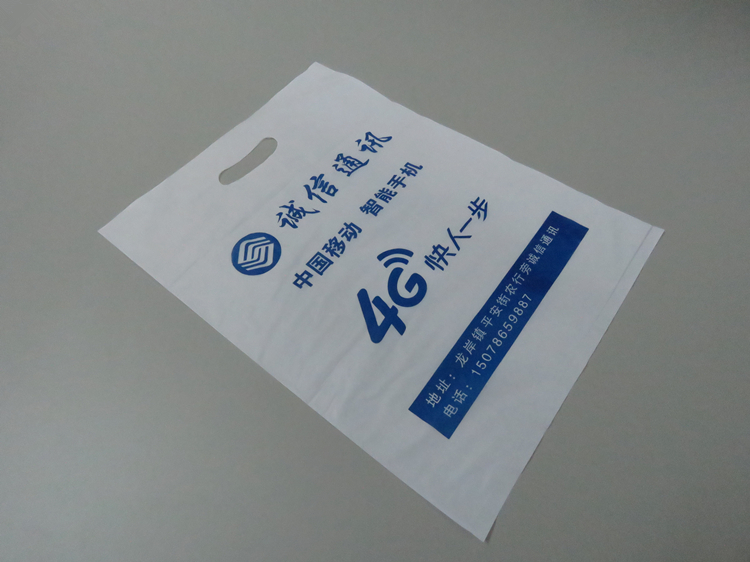 诚信通讯
中国移动 智能手机
4G 快人一步
地址：龙岸镇平安街农行旁诚信通讯
电话：15078659887